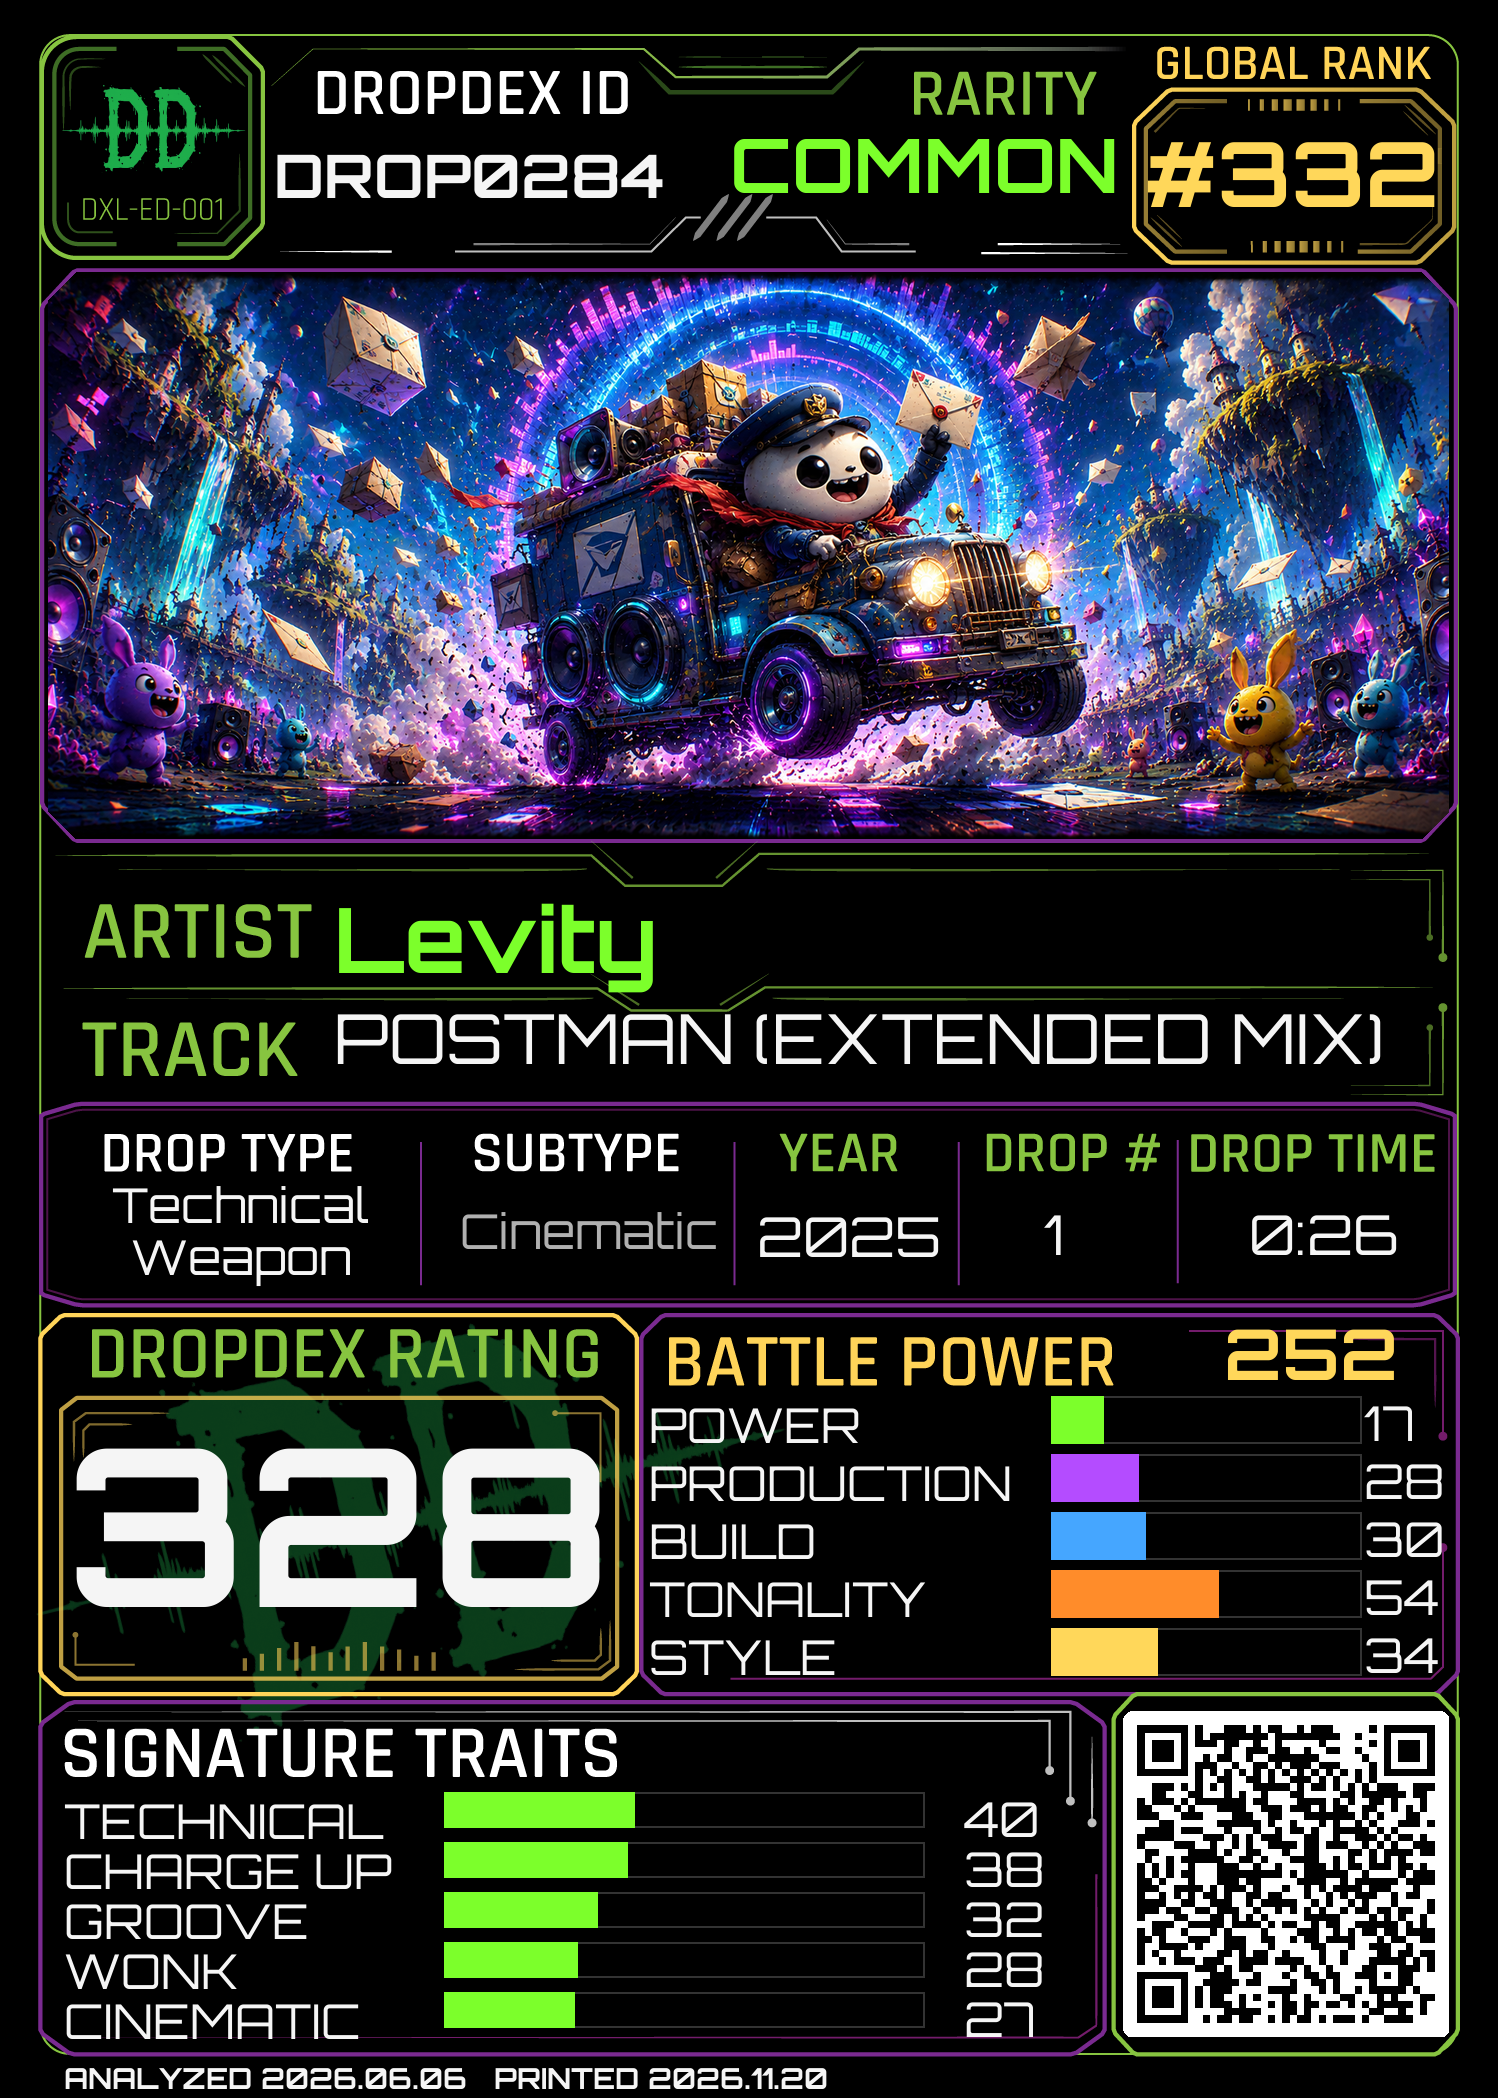 DD
DXL-ED-001
DROPDEX ID
DROP0284
RARITY
COMMON
GLOBAL RANK
#332
ARTIST Levity
TRACK POSTMAN (EXTENDED MIX)
DROP TYPE
Technical
Weapon
SUBTYPE
Cinematic
YEAR
2025
DROP #
1
DROP TIME
0:26
DROPDEX RATING
328
BATTLE POWER 252
POWER 17
PRODUCTION 28
BUILD 30
TONALITY 54
STYLE 34
SIGNATURE TRAITS
TECHNICAL 40
CHARGE UP 38
GROOVE 32
WONK 28
CINEMATIC 27
ANALYZED 2026.06.06 PRINTED 2026.11.20